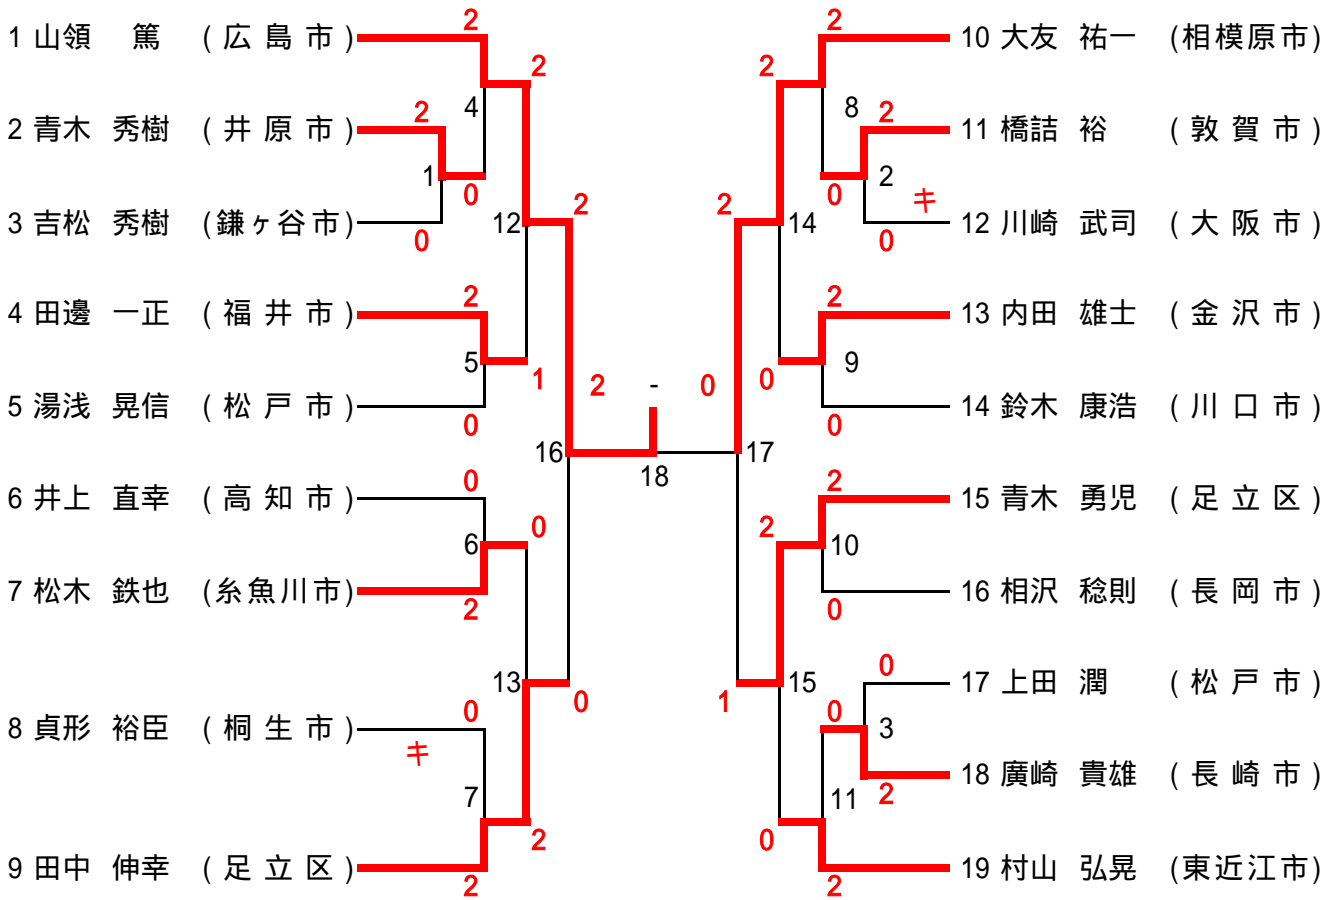 1 山領 篤 (広島市)
2 青木 秀樹 (井原市)
3 吉松 秀樹 (鎌ヶ谷市)
4 田邊 一正 (福井市)
5 湯浅 晃信 (松戸市)
6 井上 直幸 (高知市)
7 松木 鉄也 (糸魚川市)
8 貞形 裕臣 (桐生市)
9 田中 伸幸 (足立区)
2
2
4
2
1
0
0
12
2
2
5
1
0
0
6
0
2
13
0
0
キ
7
2
2
16
2 - 0
18
17
2
2
8
2
2
0
キ
0
2
14
2
0
9
0
2
2
10
0
1
15
0
0
3
11
2
0
2
10 大友 祐一 (相模原市)
11 橋詰 裕 (敦賀市)
12 川崎 武司 (大阪市)
13 内田 雄士 (金沢市)
14 鈴木 康浩 (川口市)
15 青木 勇児 (足立区)
16 相沢 稔則 (長岡市)
17 上田 潤 (松戸市)
18 廣崎 貴雄 (長崎市)
19 村山 弘晃 (東近江市)